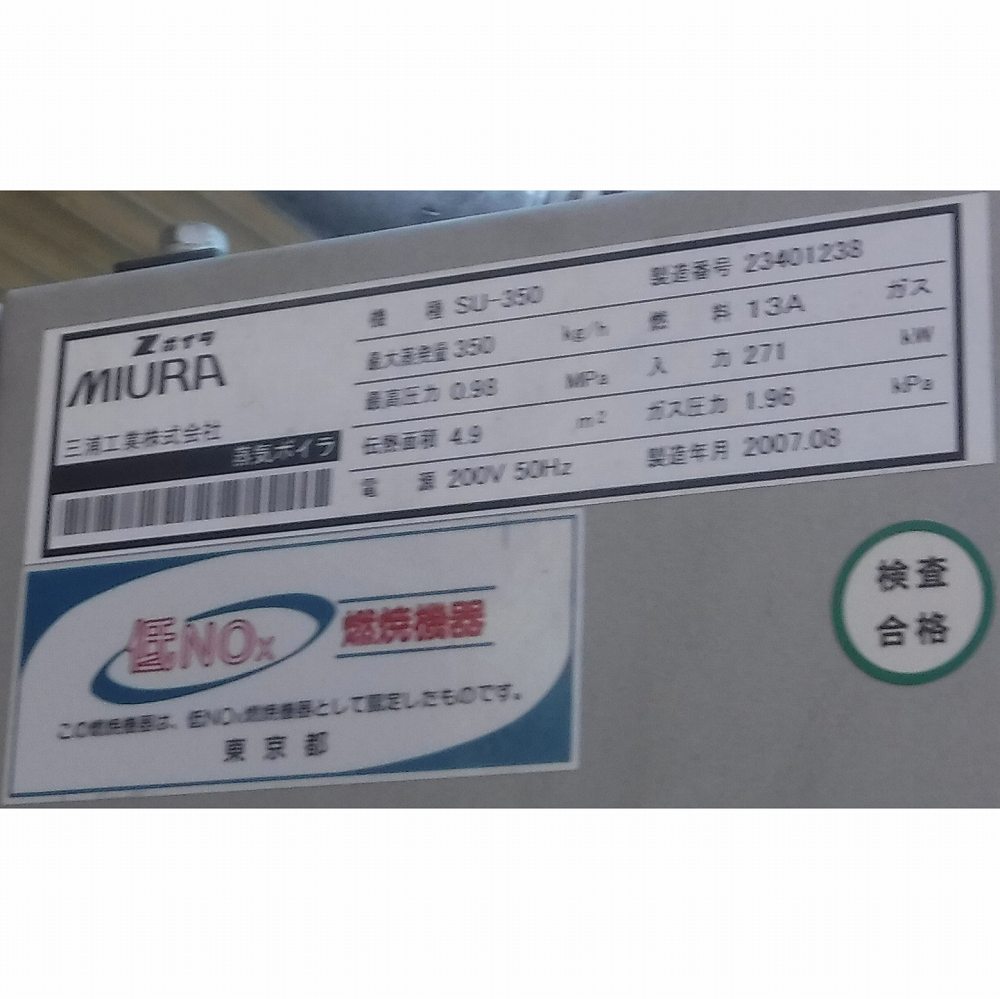 Zボイラ
MIURA
三浦工業株式会社
蒸気ボイラ
機 種 SU-350 製造番号 23401238
最大蒸発量 350 kg/h 燃 料 13A ガス
最高圧力 0.98 MPa 入 力 271 kW
伝熱面積 4.9 m² ガス圧力 1.96 kPa
電 源 200V 50Hz 製造年月 2007.08
低NOx 燃焼機器
この燃焼機器は、低NOx燃焼機器として認定したものです。
東京都
検査
合格